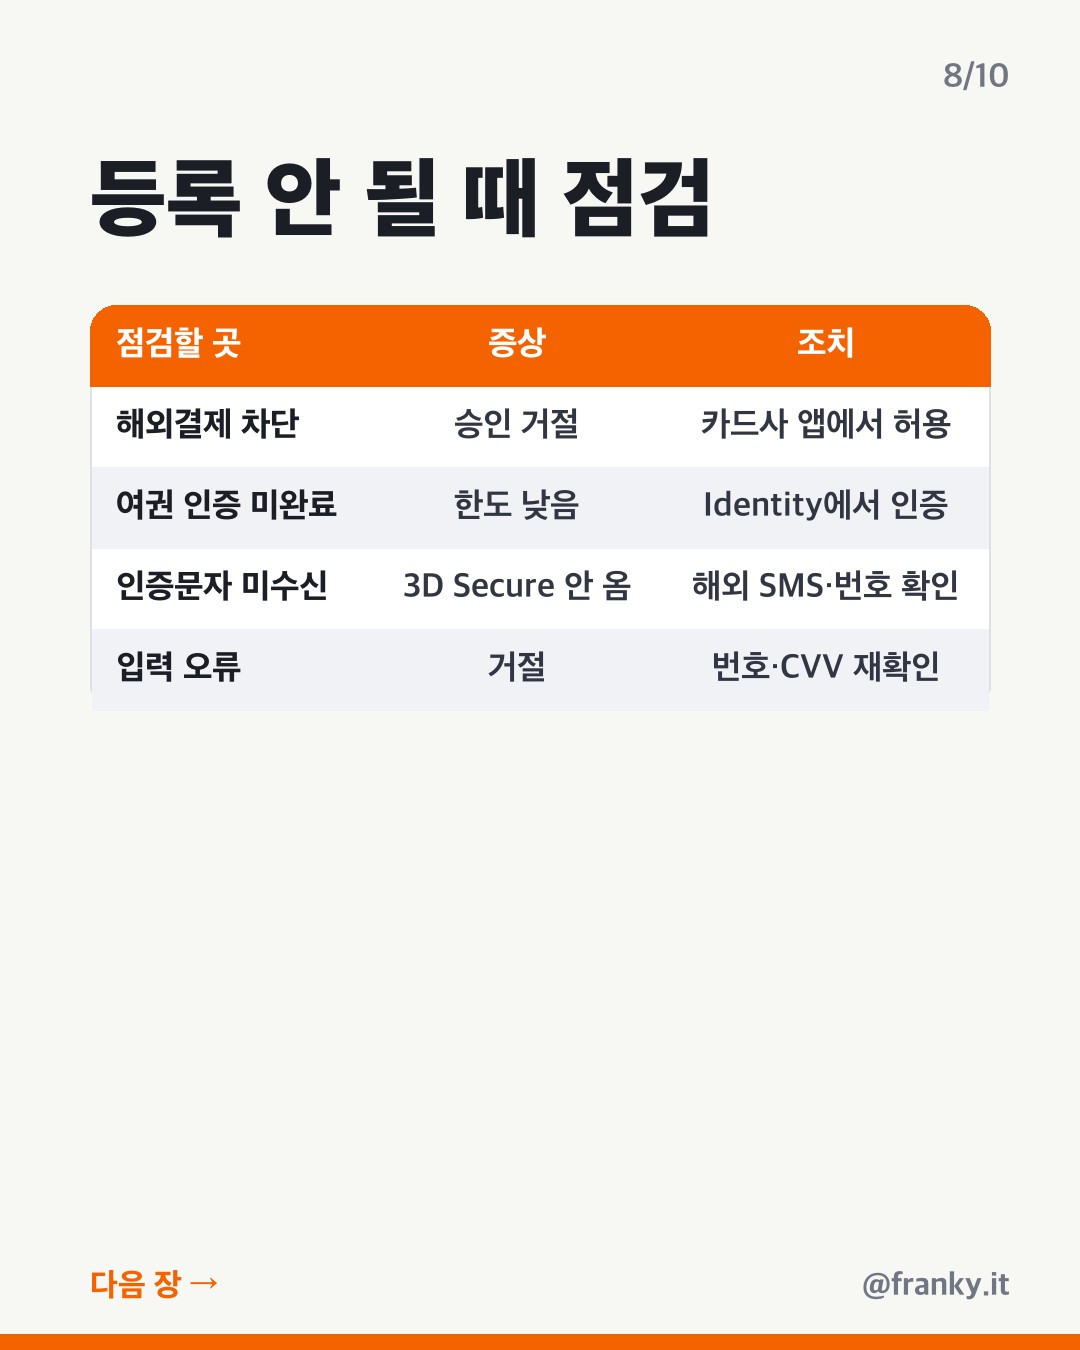 8/10
등록 안 될 때 점검
점검할 곳 증상 조치
해외결제 차단 승인 거절 카드사 앱에서 허용
여권 인증 미완료 한도 낮음 Identity에서 인증
인증문자 미수신 3D Secure 안 옴 해외 SMS·번호 확인
입력 오류 거절 번호·CVV 재확인
다음 장 → @franky.it